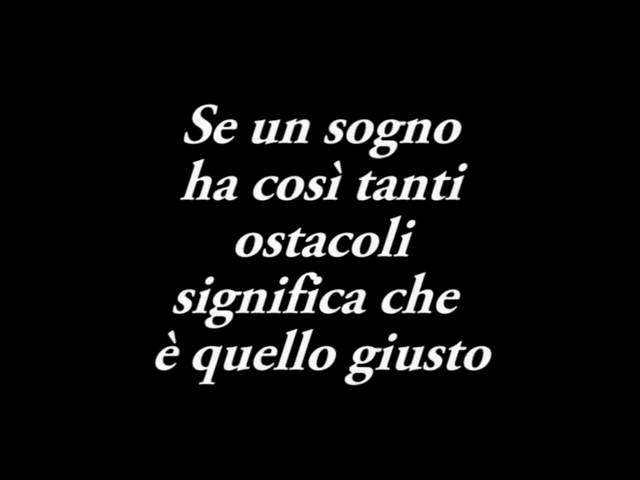 Se un sogno
ha così tanti
ostacoli
significa che
è quello giusto